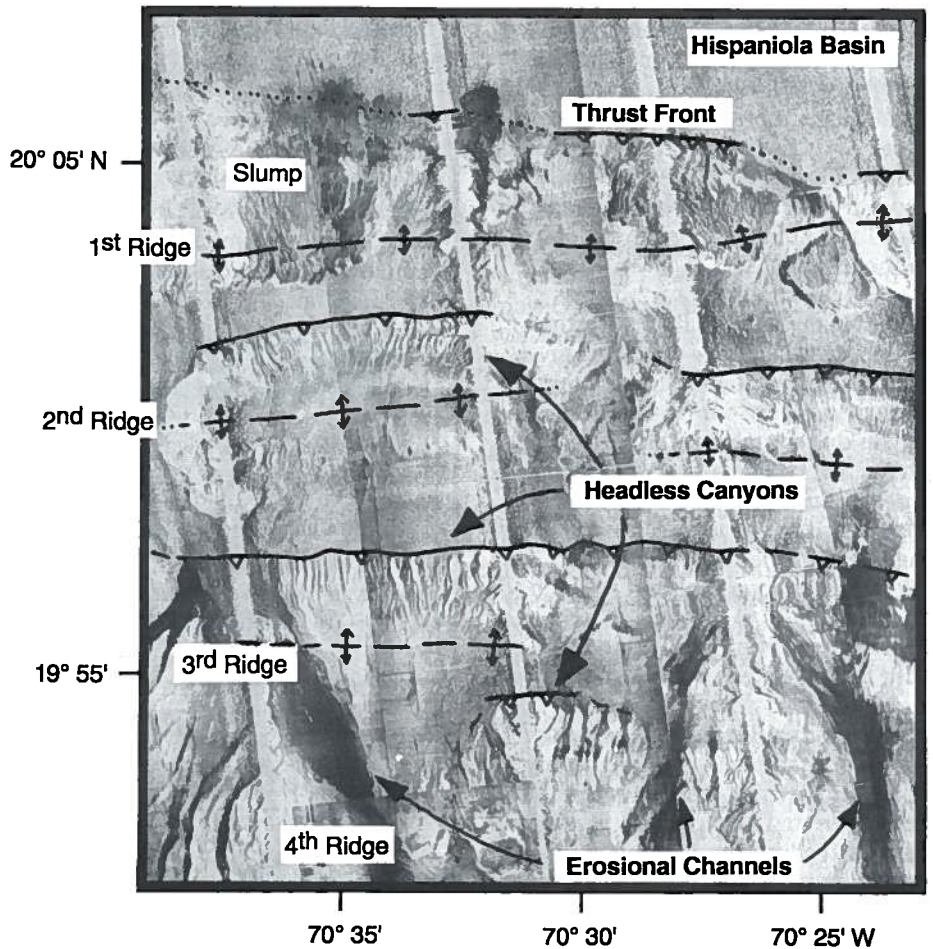 Hispaniola Basin
Thrust Front
20° 05' N
Slump
1st Ridge
2nd Ridge
Headless Canyons
3rd Ridge
19° 55'
4th Ridge
Erosional Channels
70° 35'
70° 30'
70° 25' W